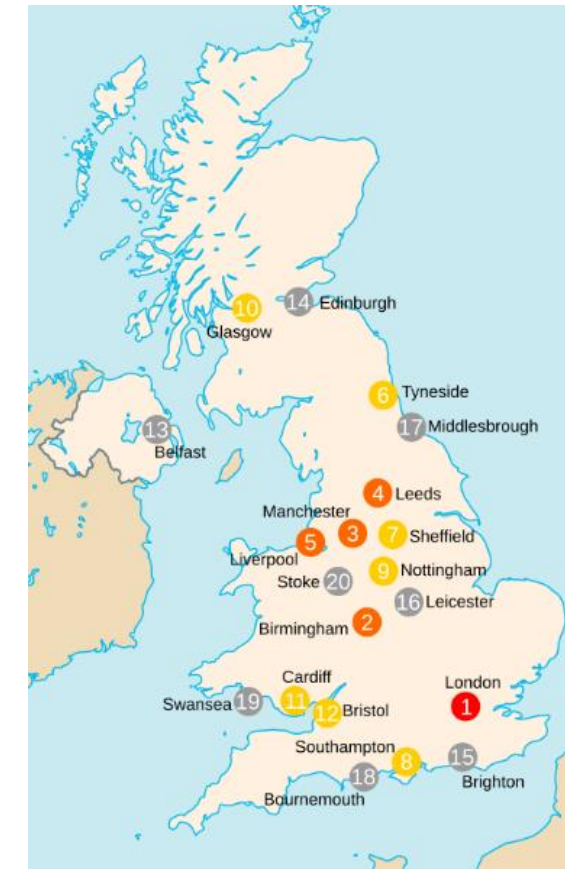 14 Edinburgh
10
Glasgow
6 Tyneside
17 Middlesbrough
13
Belfast
4 Leeds
Manchester
3
7 Sheffield
5
Liverpool
9 Nottingham
Stoke 20
16 Leicester
Birmingham 2
Cardiff
11
London
1
Swansea 19
12 Bristol
Southampton
8
15
Brighton
18
Bournemouth